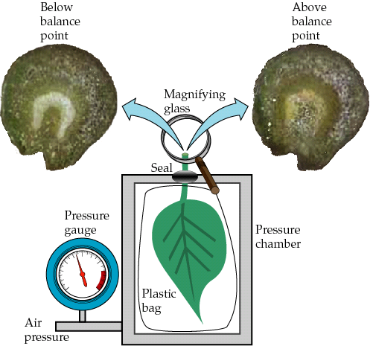 Below
balance
point
Above
balance
point
Magnifying
glass
Seal
Pressure
gauge
Pressure
chamber
Plastic
bag
Air
pressure